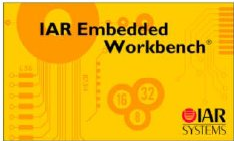 IAR Embedded
Workbench®
16
32
8
IAR
SYSTEMS